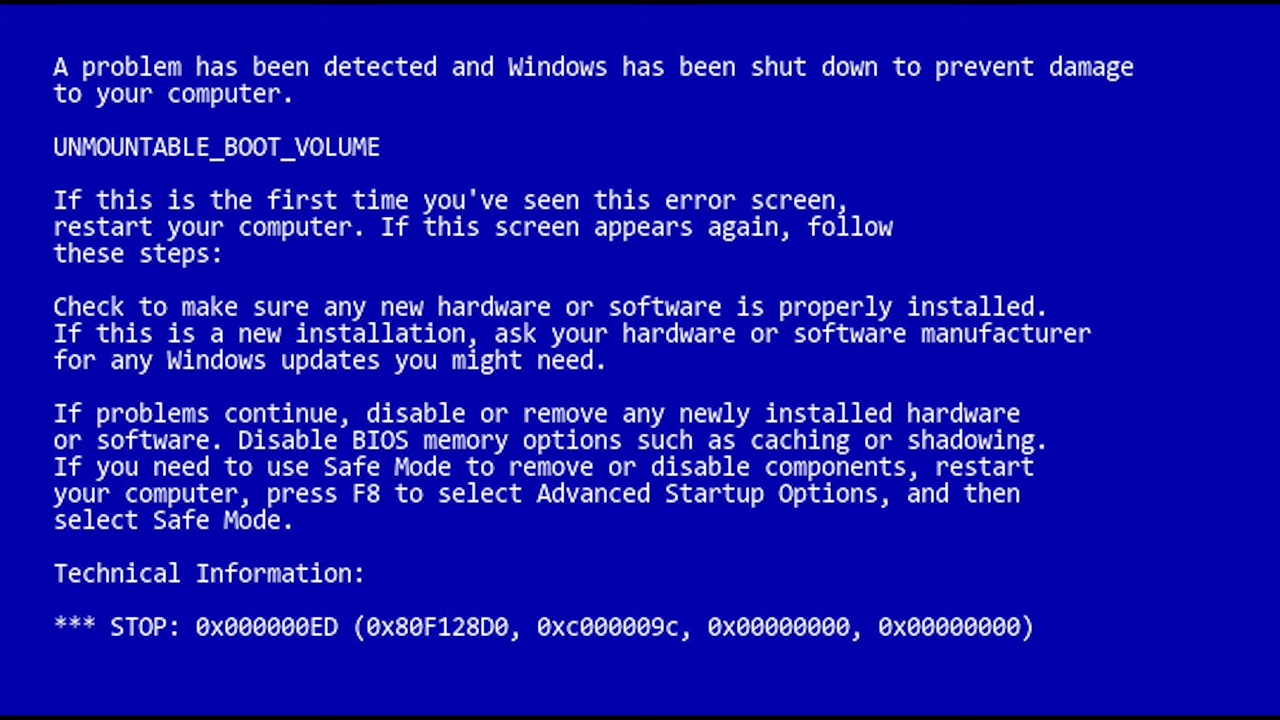 A problem has been detected and Windows has been shut down to prevent damage
to your computer.
UNMOUNTABLE_BOOT_VOLUME
If this is the first time you've seen this error screen,
restart your computer. If this screen appears again, follow
these steps:
Check to make sure any new hardware or software is properly installed.
If this is a new installation, ask your hardware or software manufacturer
for any Windows updates you might need.
If problems continue, disable or remove any newly installed hardware
or software. Disable BIOS memory options such as caching or shadowing.
If you need to use Safe Mode to remove or disable components, restart
your computer, press F8 to select Advanced Startup Options, and then
select Safe Mode.
Technical Information:
*** STOP: 0x000000ED (0x80F128D0, 0xc000009c, 0x00000000, 0x00000000)